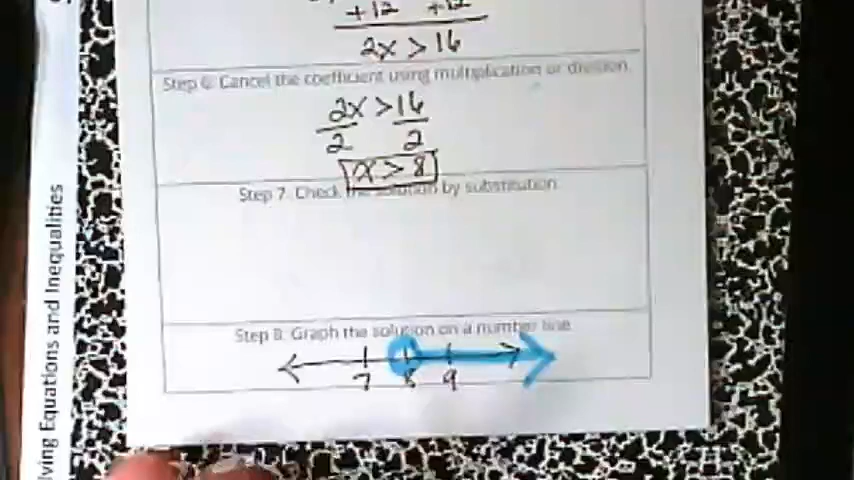 +12 +12
2x > 16
Step 6: Cancel the coefficient using multiplication or division.
2x > 16
2 2
x > 8
Step 7. Check the solution by substitution.
Step 8. Graph the solution on a number line.
7 8 9
lving Equations and Inequalities